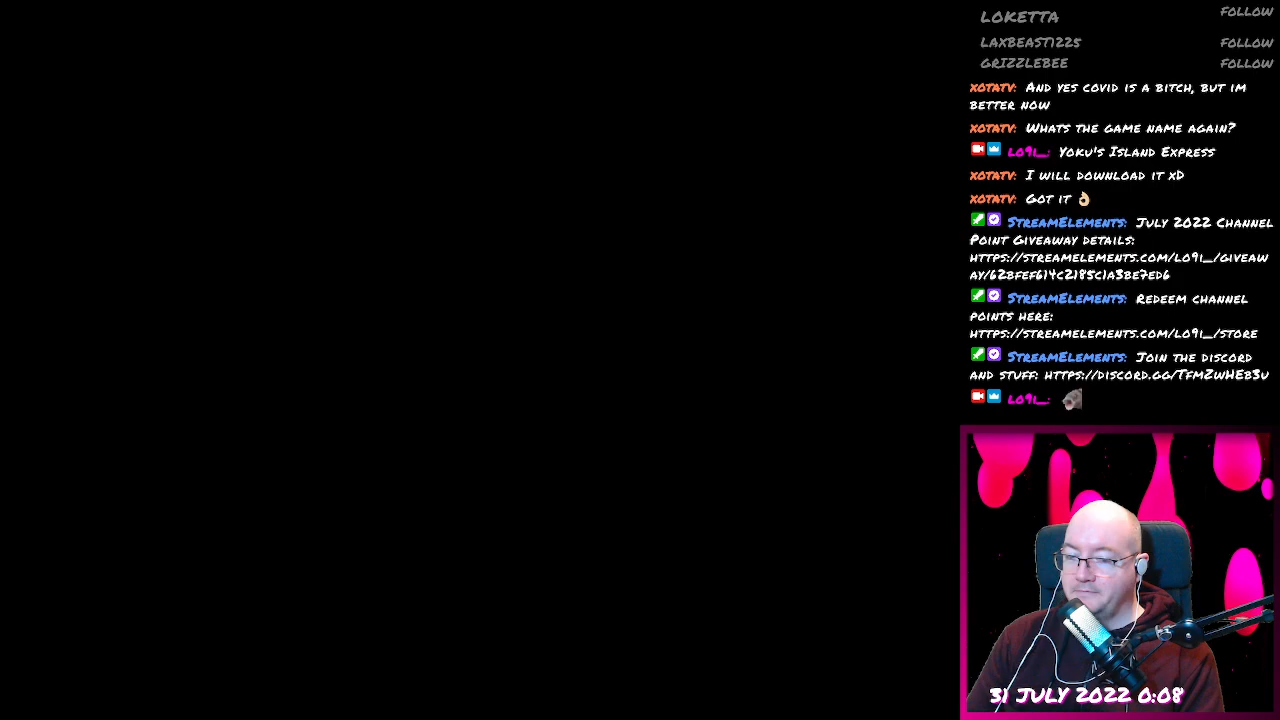 LOKETTA FOLLOW
LAXBEAST1225 FOLLOW
GRIZZLEBEE FOLLOW
XOTATV: AND YES COVID IS A BITCH, BUT IM
BETTER NOW
XOTATV: WHATS THE GAME NAME AGAIN?
LO9I_: YOKU'S ISLAND EXPRESS
XOTATV: I WILL DOWNLOAD IT XD
XOTATV: GOT IT 👌🏼
STREAMELEMENTS: JULY 2022 CHANNEL
POINT GIVEAWAY DETAILS:
HTTPS://STREAMELEMENTS.COM/LO9I_/GIVEAW
AY/62BFEF614C2185C1A3BE7ED6
STREAMELEMENTS: REDEEM CHANNEL
POINTS HERE:
HTTPS://STREAMELEMENTS.COM/LO9I_/STORE
STREAMELEMENTS: JOIN THE DISCORD
AND STUFF: HTTPS://DISCORD.GG/TFMZWHEB3U
LO9I_:
31 JULY 2022 0:08